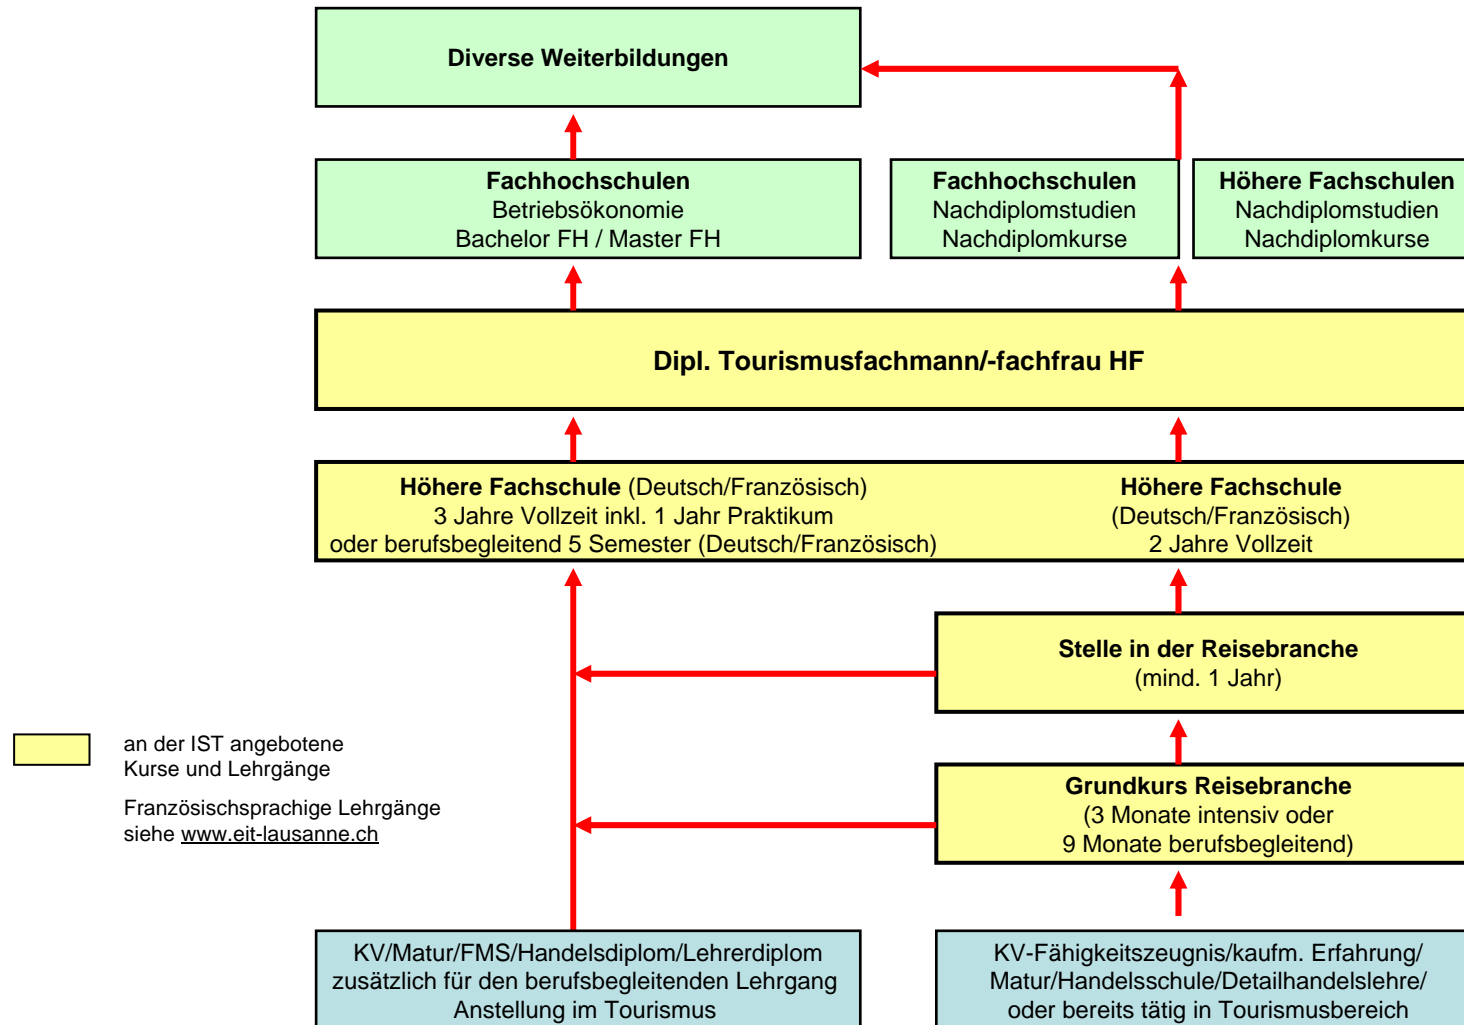 Diverse Weiterbildungen
Fachhochschulen
Betriebsökonomie
Bachelor FH / Master FH
Fachhochschulen
Nachdiplomstudien
Nachdiplomkurse
Höhere Fachschulen
Nachdiplomstudien
Nachdiplomkurse
Dipl. Tourismusfachmann/-fachfrau HF
Höhere Fachschule (Deutsch/Französisch)
3 Jahre Vollzeit inkl. 1 Jahr Praktikum
oder berufsbegleitend 5 Semester (Deutsch/Französisch)
Höhere Fachschule
(Deutsch/Französisch)
2 Jahre Vollzeit
Stelle in der Reisebranche
(mind. 1 Jahr)
an der IST angebotene
Kurse und Lehrgänge
Französischsprachige Lehrgänge
siehe www.eit-lausanne.ch
Grundkurs Reisebranche
(3 Monate intensiv oder
9 Monate berufsbegleitend)
KV/Matur/FMS/Handelsdiplom/Lehrerdiplom
zusätzlich für den berufsbegleitenden Lehrgang
Anstellung im Tourismus
KV-Fähigkeitszeugnis/kaufm. Erfahrung/
Matur/Handelsschule/Detailhandelslehre/
oder bereits tätig in Tourismusbereich